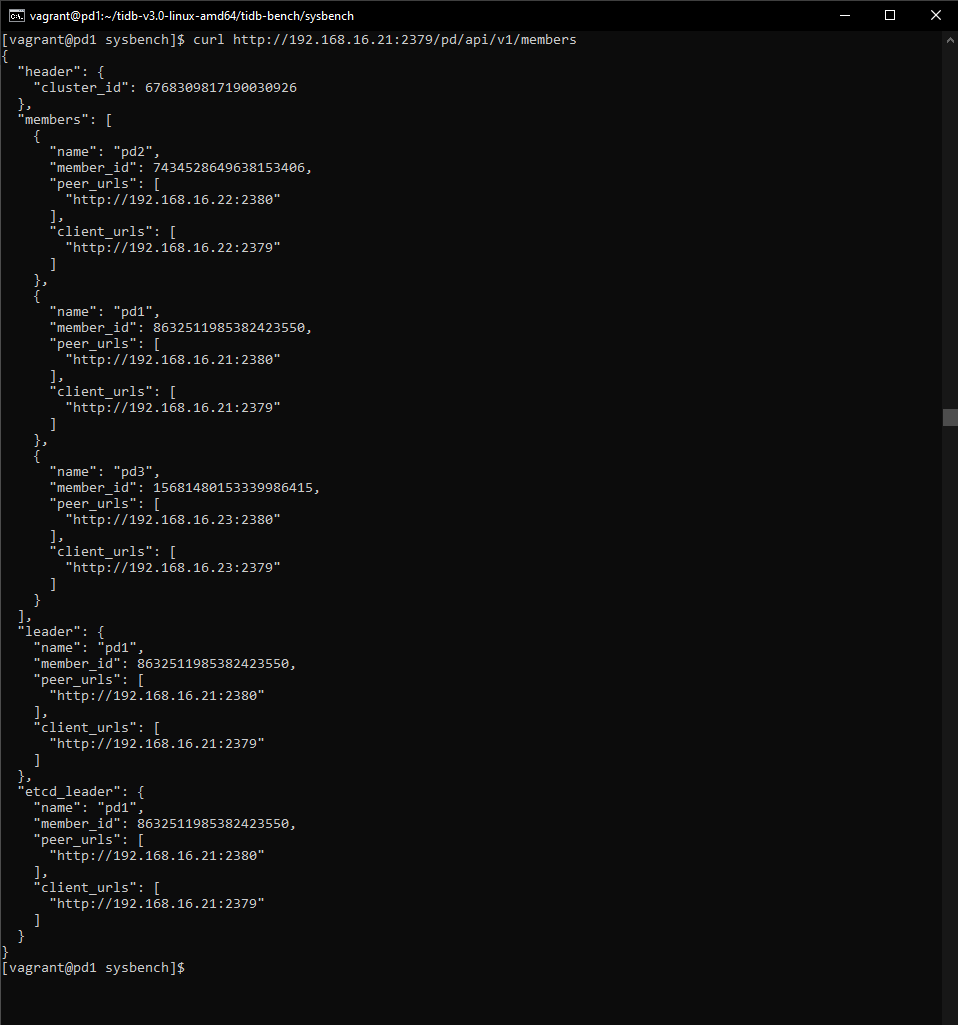 vagrant@pd1:~/tidb-v3.0-linux-amd64/tidb-bench/sysbench
[vagrant@pd1 sysbench]$ curl http://192.168.16.21:2379/pd/api/v1/members
{
  "header": {
    "cluster_id": 6768309817190030926
  },
  "members": [
    {
      "name": "pd2",
      "member_id": 7434528649638153406,
      "peer_urls": [
        "http://192.168.16.22:2380"
      ],
      "client_urls": [
        "http://192.168.16.22:2379"
      ]
    },
    {
      "name": "pd1",
      "member_id": 8632511985382423550,
      "peer_urls": [
        "http://192.168.16.21:2380"
      ],
      "client_urls": [
        "http://192.168.16.21:2379"
      ]
    },
    {
      "name": "pd3",
      "member_id": 15681480153339986415,
      "peer_urls": [
        "http://192.168.16.23:2380"
      ],
      "client_urls": [
        "http://192.168.16.23:2379"
      ]
    }
  ],
  "leader": {
    "name": "pd1",
    "member_id": 8632511985382423550,
    "peer_urls": [
      "http://192.168.16.21:2380"
    ],
    "client_urls": [
      "http://192.168.16.21:2379"
    ]
  },
  "etcd_leader": {
    "name": "pd1",
    "member_id": 8632511985382423550,
    "peer_urls": [
      "http://192.168.16.21:2380"
    ],
    "client_urls": [
      "http://192.168.16.21:2379"
    ]
  }
}
[vagrant@pd1 sysbench]$